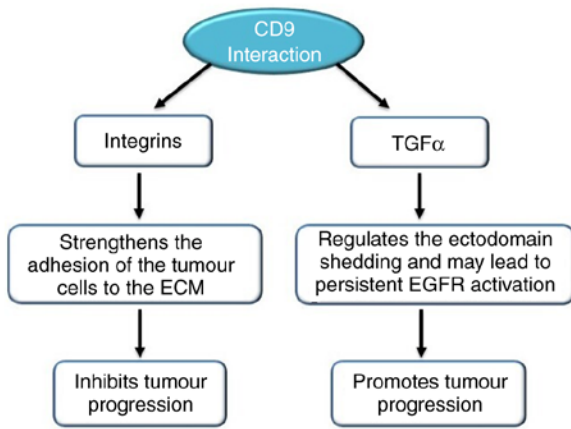 CD9
Interaction
Integrins
TGFα
Strengthens the
adhesion of the tumour
cells to the ECM
Regulates the ectodomain
shedding and may lead to
persistent EGFR activation
Inhibits tumour
progression
Promotes tumour
progression